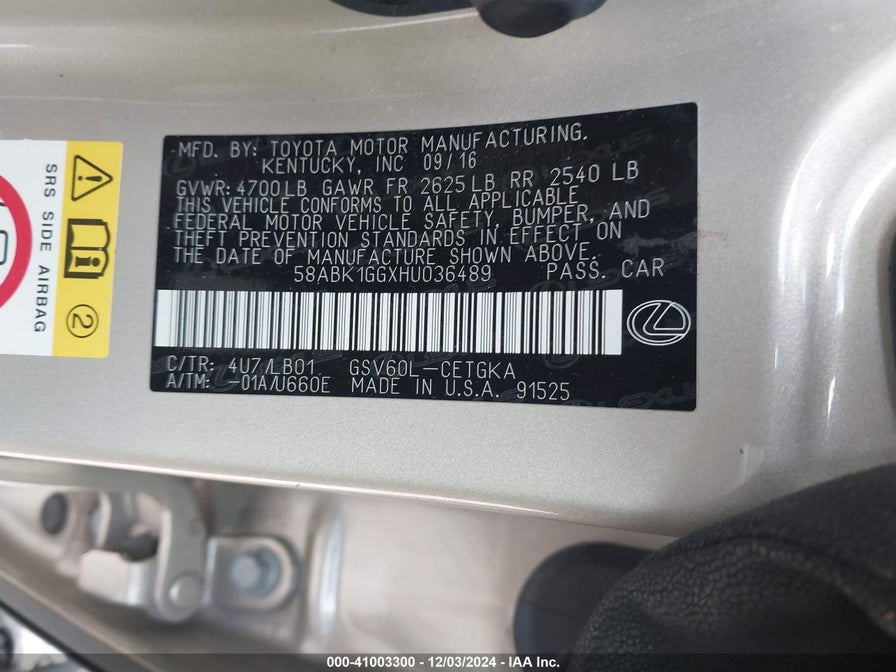 MFD. BY: TOYOTA MOTOR MANUFACTURING.
KENTUCKY, INC 09/16
GVWR: 4700LB GAWR FR 2625LB RR 2540 LB
THIS VEHICLE CONFORMS TO ALL APPLICABLE
FEDERAL MOTOR VEHICLE SAFETY, BUMPER, AND
THEFT PREVENTION STANDARDS IN EFFECT ON
THE DATE OF MANUFACTURE SHOWN ABOVE.
58ABK1GGXHU036489 PASS. CAR
C/TR: 4U7/LB01. GSV60L-CETGKA
A/TM: -01A/U660E MADE IN U.S.A. 91525
SRS SIDE AIRBAG
2
000-41003300 - 12/03/2024 - IAA Inc.